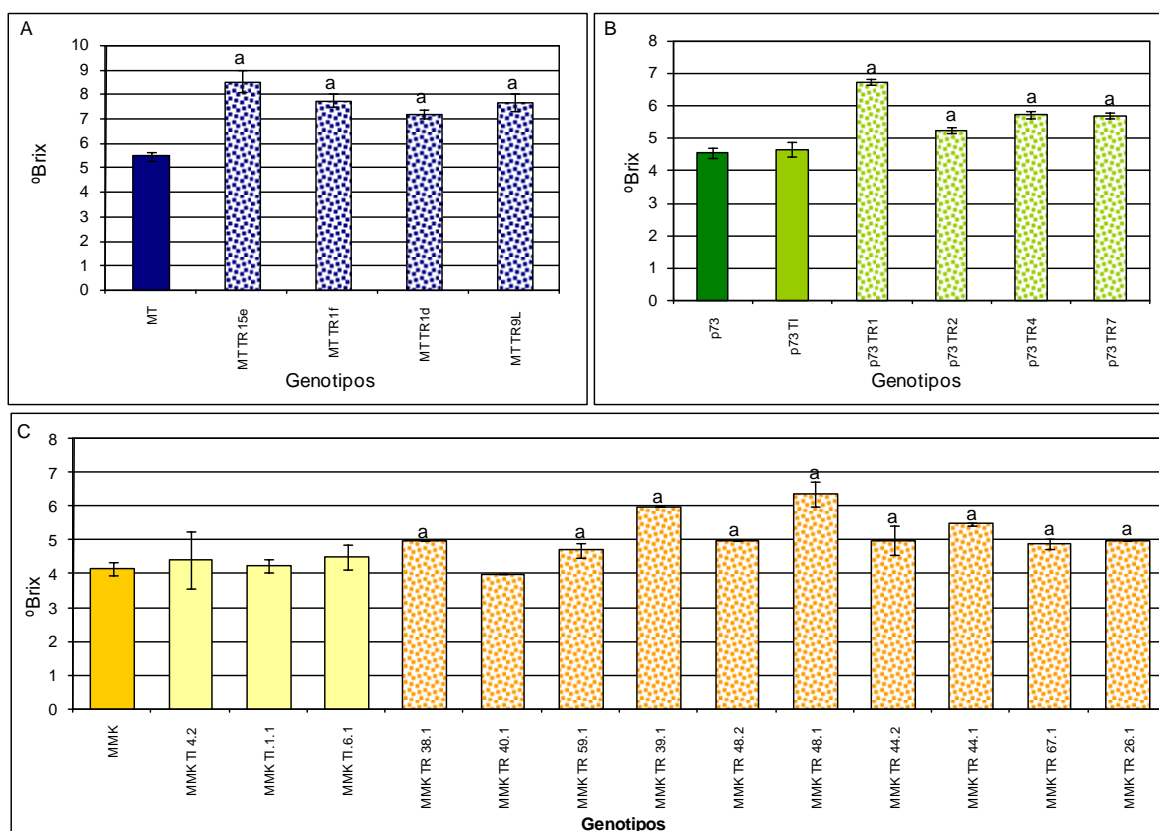 A
ºBrix
10
9
8
7
6
5
4
3
2
1
0
a
a
a
a
MT
MT TR15e
MT TR1f
MT TR1d
MT TR9L
Genotipos
B
ºBrix
8
7
6
5
4
3
2
1
0
a
a
a
a
p73
p73 TI
p73 TR1
p73 TR2
p73 TR4
p73 TR7
Genotipos
C
ºBrix
8
7
6
5
4
3
2
1
0
a
a
a
a
a
a
a
a
a
MMK
MMK TI 4.2
MMK TI.1.1
MMK TI.6.1
MMK TR 38.1
MMK TR 40.1
MMK TR 59.1
MMK TR 39.1
MMK TR 48.2
MMK TR 48.1
MMK TR 44.2
MMK TR 44.1
MMK TR 67.1
MMK TR 26.1
Genotipos